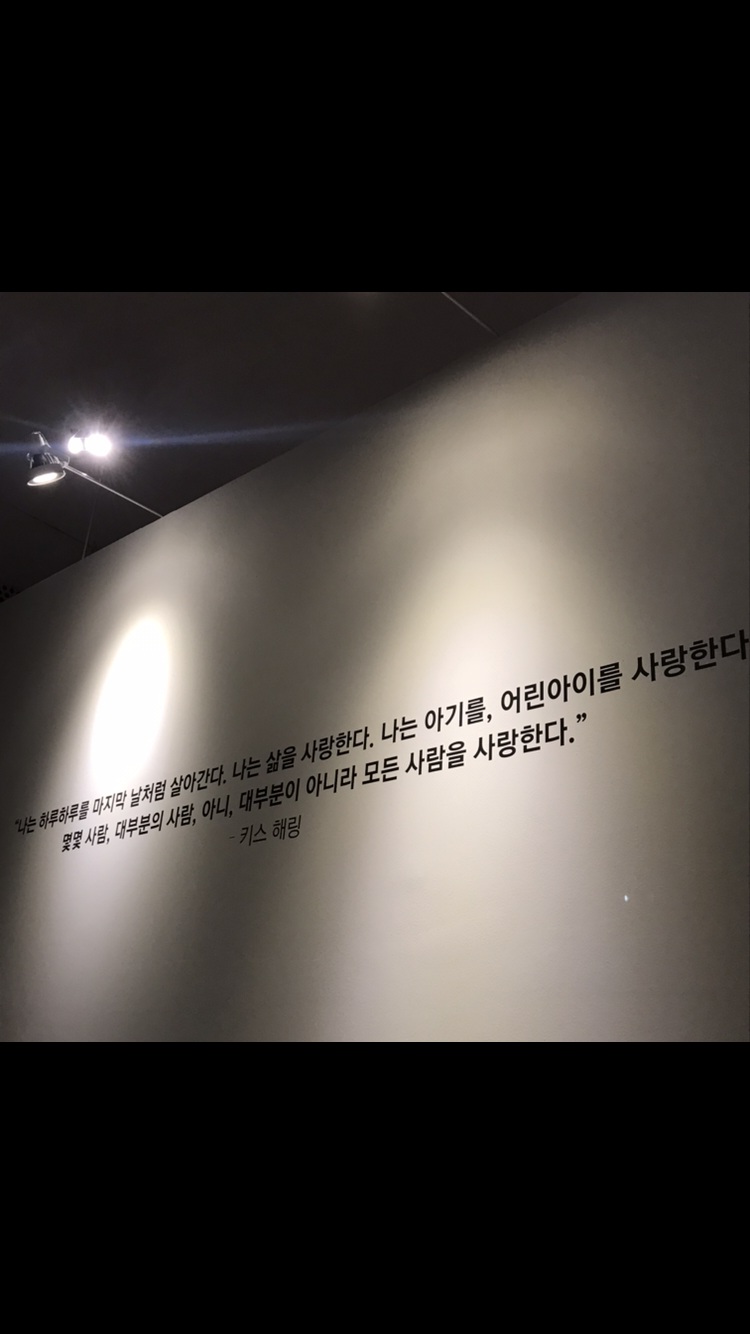 “나는 하루하루를 마지막 날처럼 살아간다. 나는 삶을 사랑한다. 나는 아기를, 어린아이를 사랑한다
몇몇 사람, 대부분의 사람, 아니, 대부분이 아니라 모든 사람을 사랑한다.”
- 키스 해링